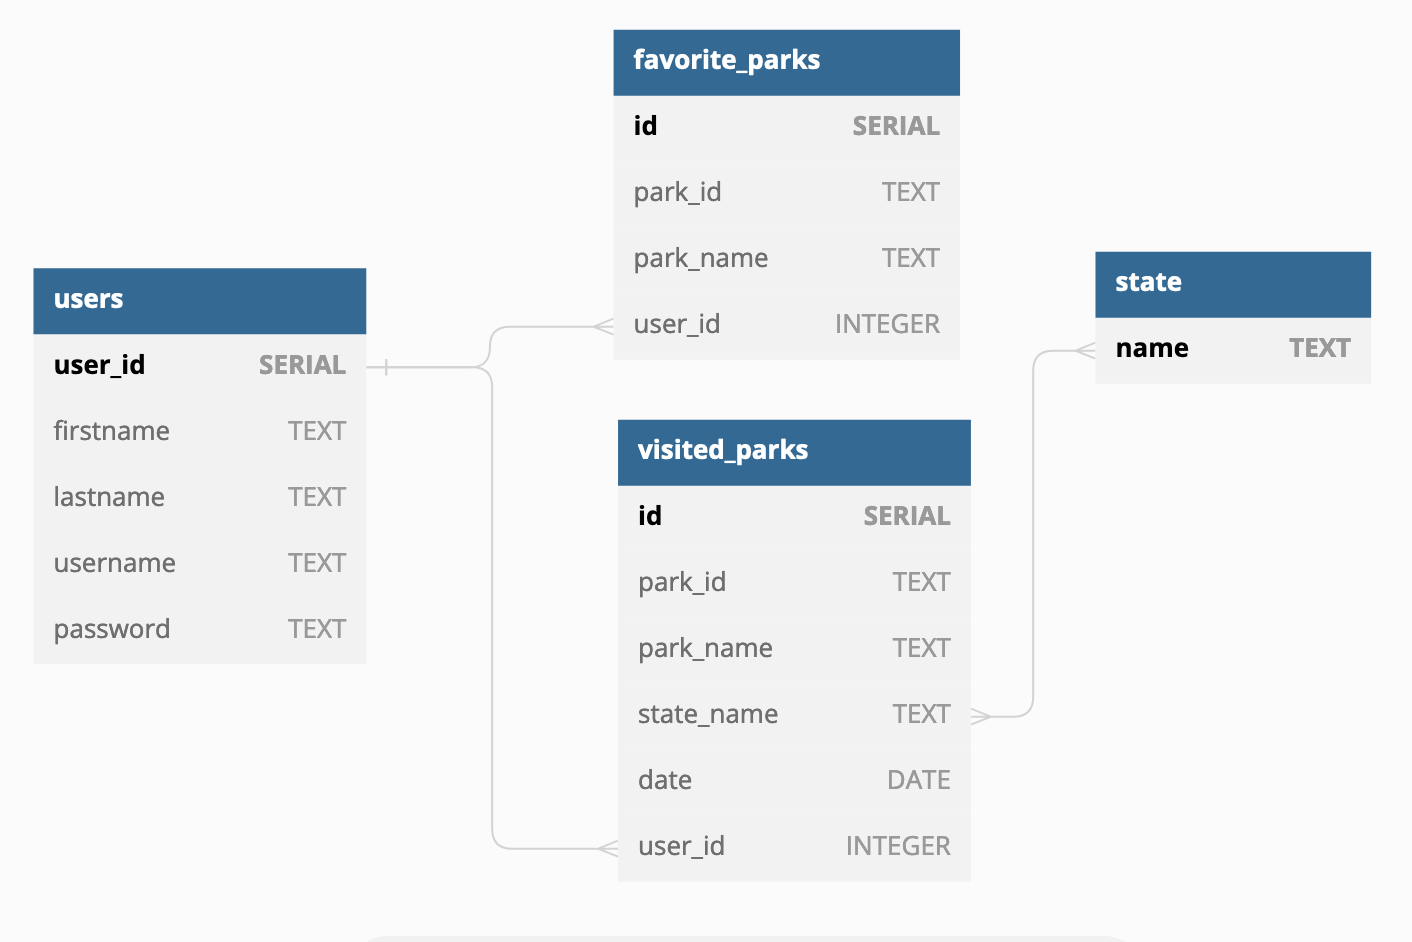 favorite_parks
id SERIAL
park_id TEXT
park_name TEXT
user_id INTEGER
users
user_id SERIAL
firstname TEXT
lastname TEXT
username TEXT
password TEXT
visited_parks
id SERIAL
park_id TEXT
park_name TEXT
state_name TEXT
date DATE
user_id INTEGER
state
name TEXT